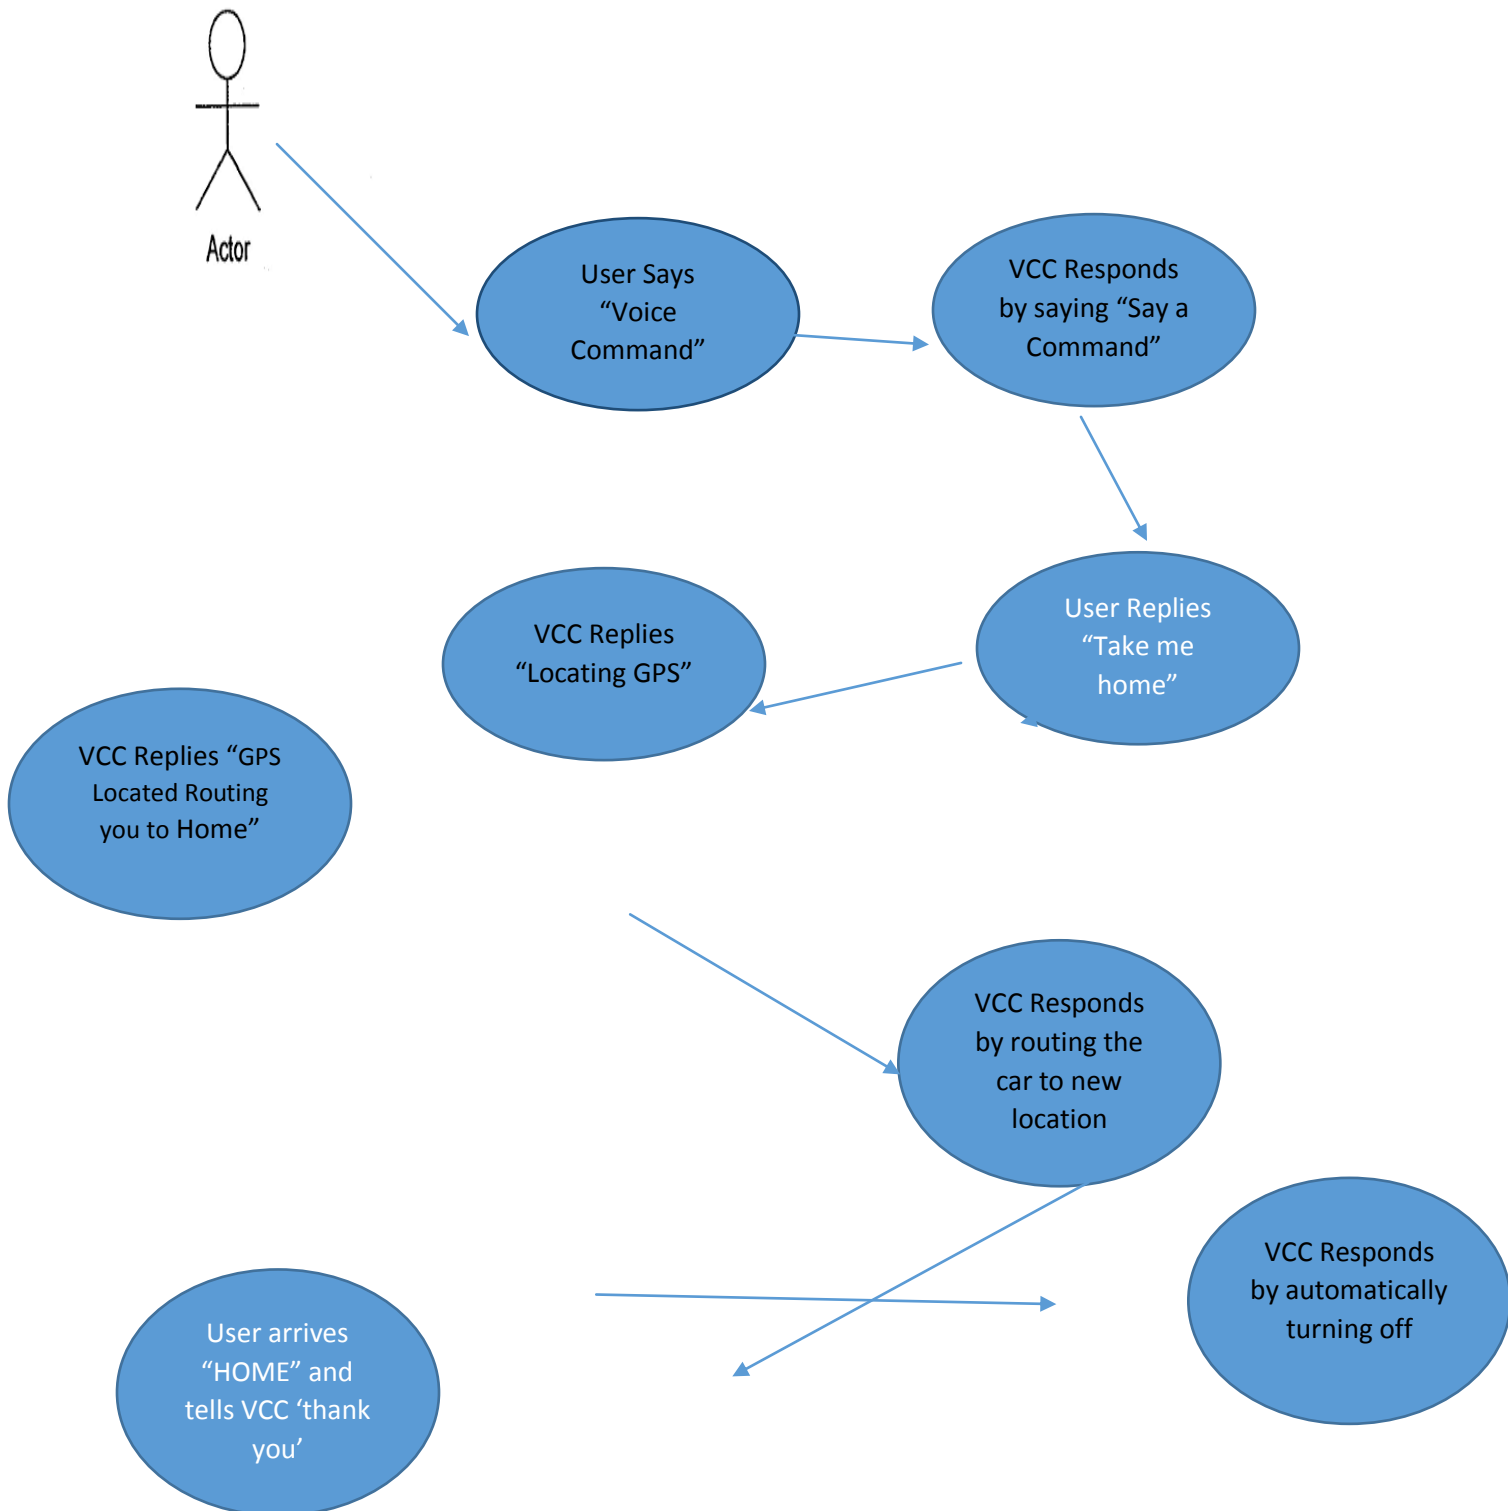 Actor
User Says
“Voice
Command”
VCC Responds
by saying “Say a
Command”
User Replies
“Take me
home”
VCC Replies
“Locating GPS”
VCC Replies “GPS
Located Routing
you to Home”
VCC Responds
by routing the
car to new
location
VCC Responds
by automatically
turning off
User arrives
“HOME” and
tells VCC ‘thank
you’